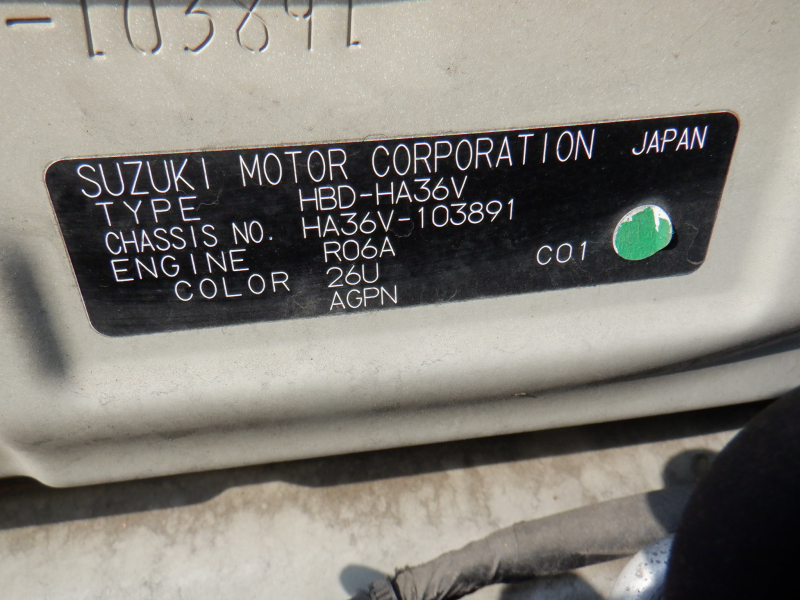 -103891
SUZUKI MOTOR CORPORATION JAPAN
TYPE HBD-HA36V
CHASSIS NO. HA36V-103891
ENGINE R06A
COLOR 26U
AGPN C01